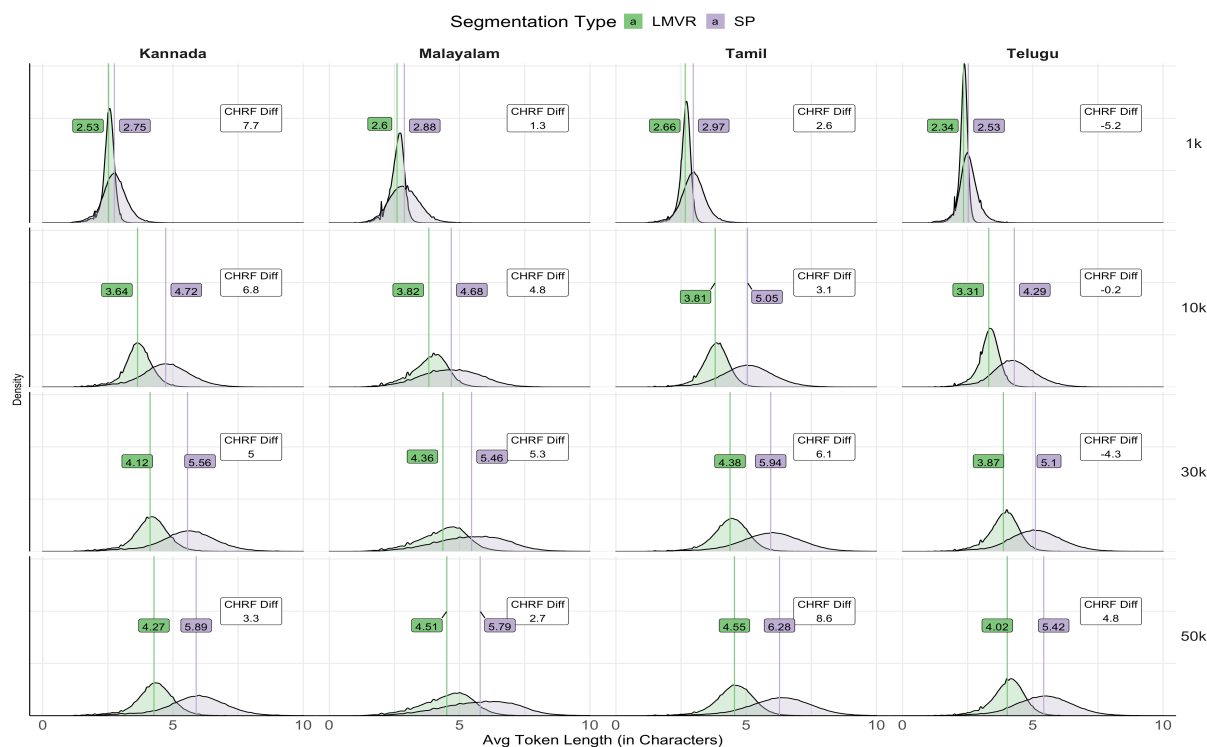 Segmentation Type a LMVR a SP
Kannada Malayalam Tamil Telugu
2.53 2.75 CHRF Diff 7.7
2.6 2.88 CHRF Diff 1.3
2.66 2.97 CHRF Diff 2.6
2.34 2.53 CHRF Diff -5.2
1k
3.64 4.72 CHRF Diff 6.8
3.82 4.68 CHRF Diff 4.8
3.81 5.05 CHRF Diff 3.1
3.31 4.29 CHRF Diff -0.2
10k
Density
4.12 5.56 CHRF Diff 5
4.36 5.46 CHRF Diff 5.3
4.38 5.94 CHRF Diff 6.1
3.87 5.1 CHRF Diff -4.3
30k
4.27 5.89 CHRF Diff 3.3
4.51 5.79 CHRF Diff 2.7
4.55 6.28 CHRF Diff 8.6
4.02 5.42 CHRF Diff 4.8
50k
0 5 10 0 5 10 0 5 10 0 5 10
Avg Token Length (in Characters)